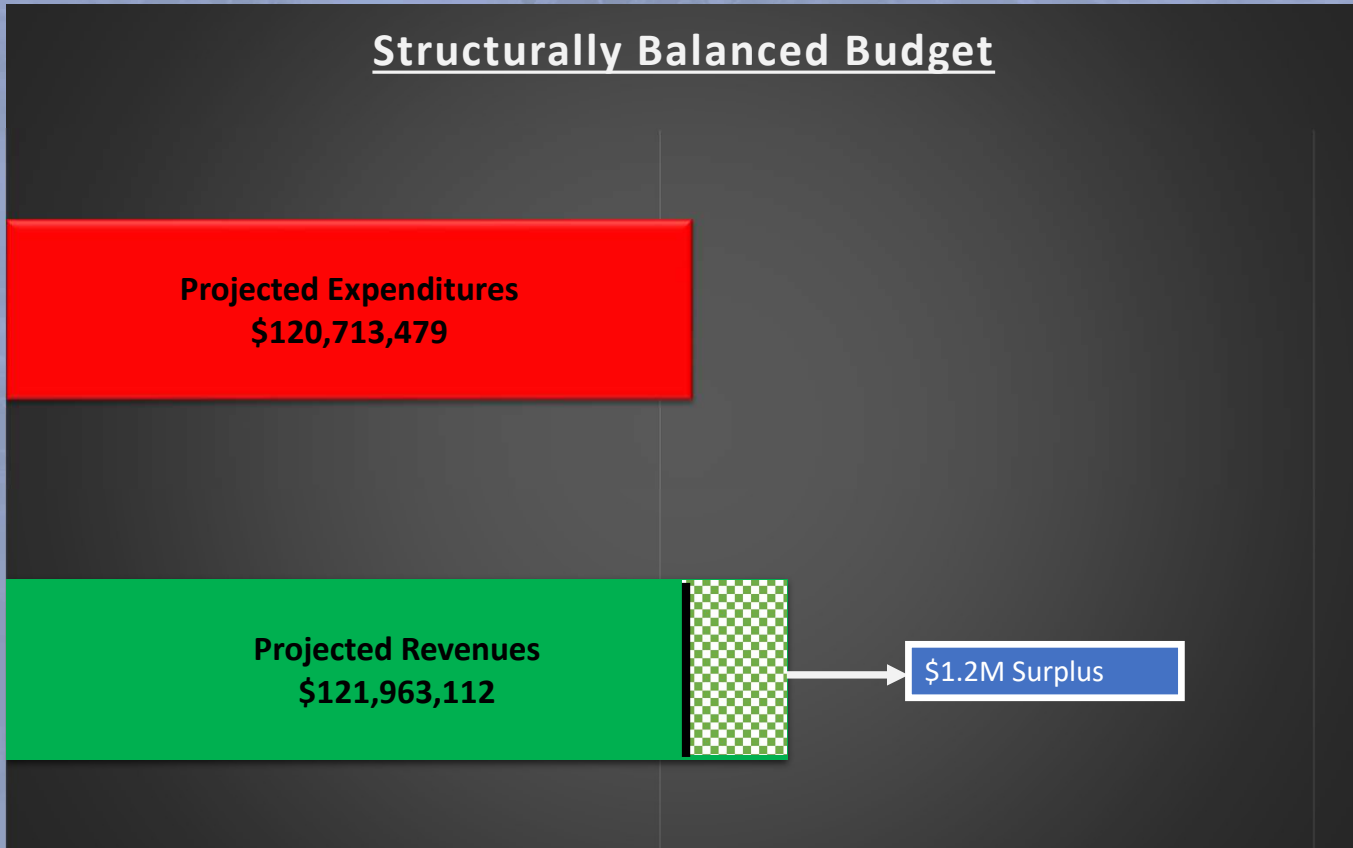 Structurally Balanced Budget
Projected Expenditures
$120,713,479
Projected Revenues
$121,963,112
$1.2M Surplus